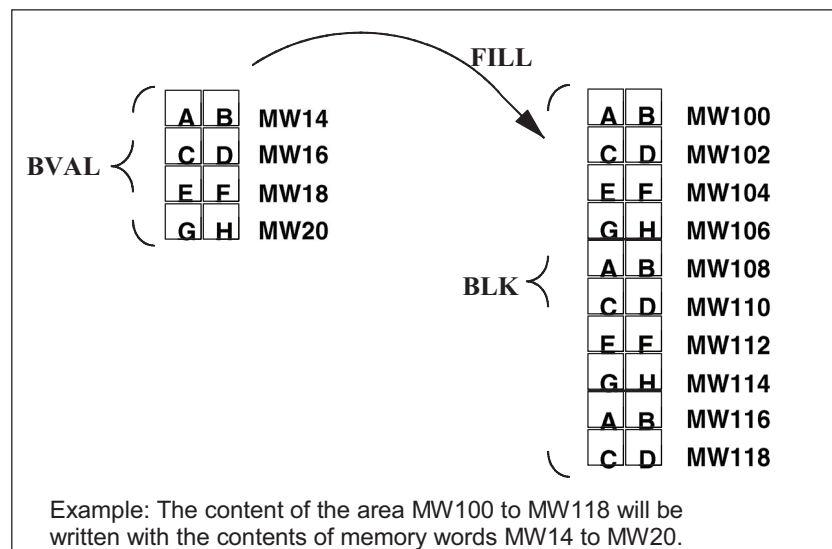 FILL
BVAL
A B MW14
C D MW16
E F MW18
G H MW20
BLK
A B MW100
C D MW102
E F MW104
G H MW106
A B MW108
C D MW110
E F MW112
G H MW114
A B MW116
C D MW118
Example: The content of the area MW100 to MW118 will be
written with the contents of memory words MW14 to MW20.